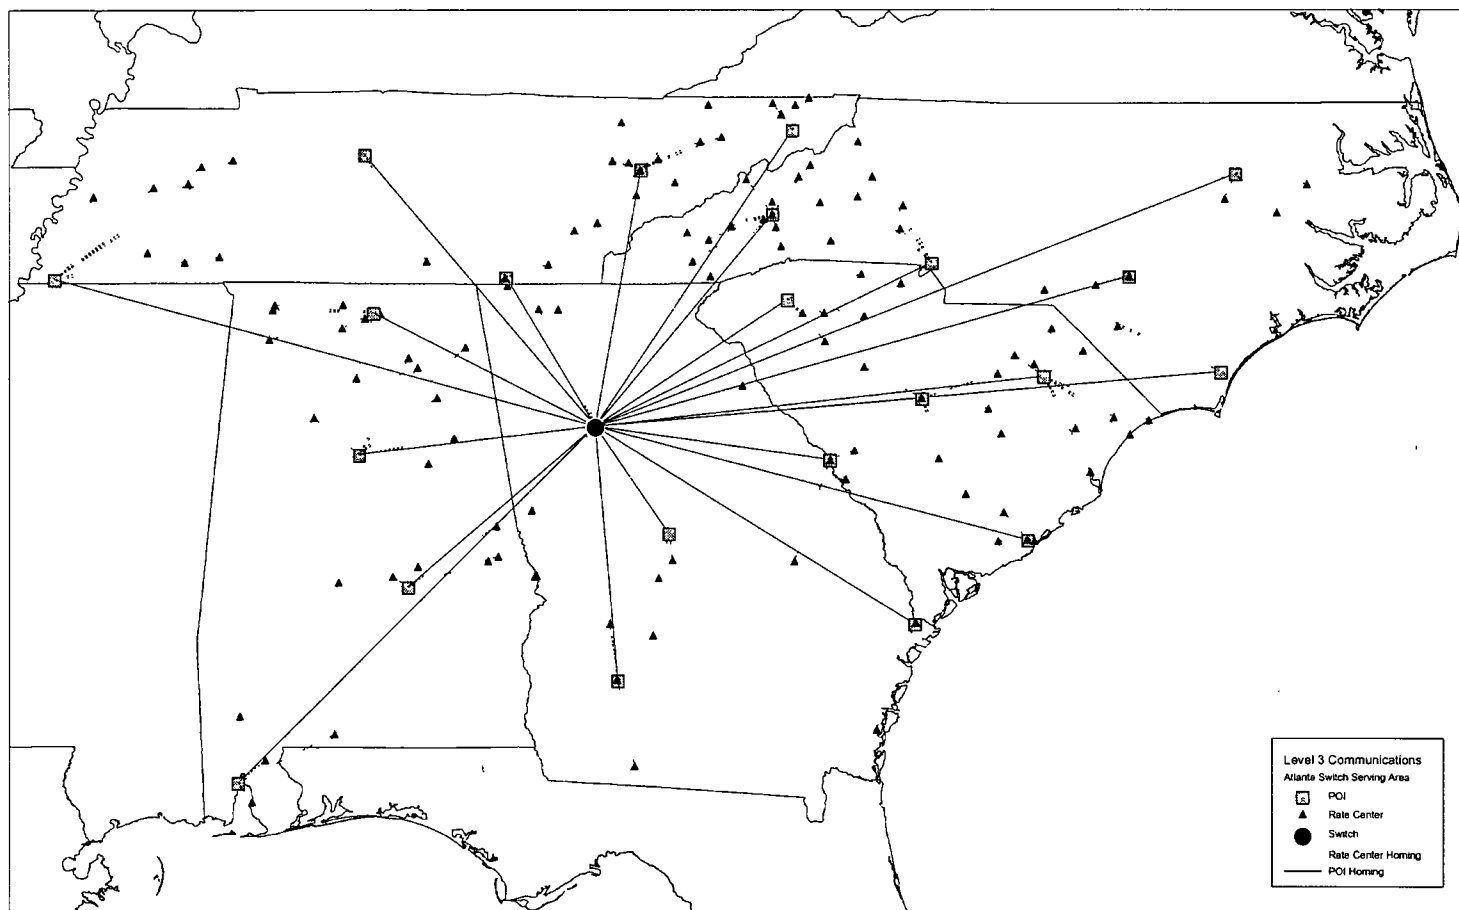 Level 3 Communications
Atlanta Switch Serving Area
POI
Rate Center
Switch
Rate Center Homing
POI Homing